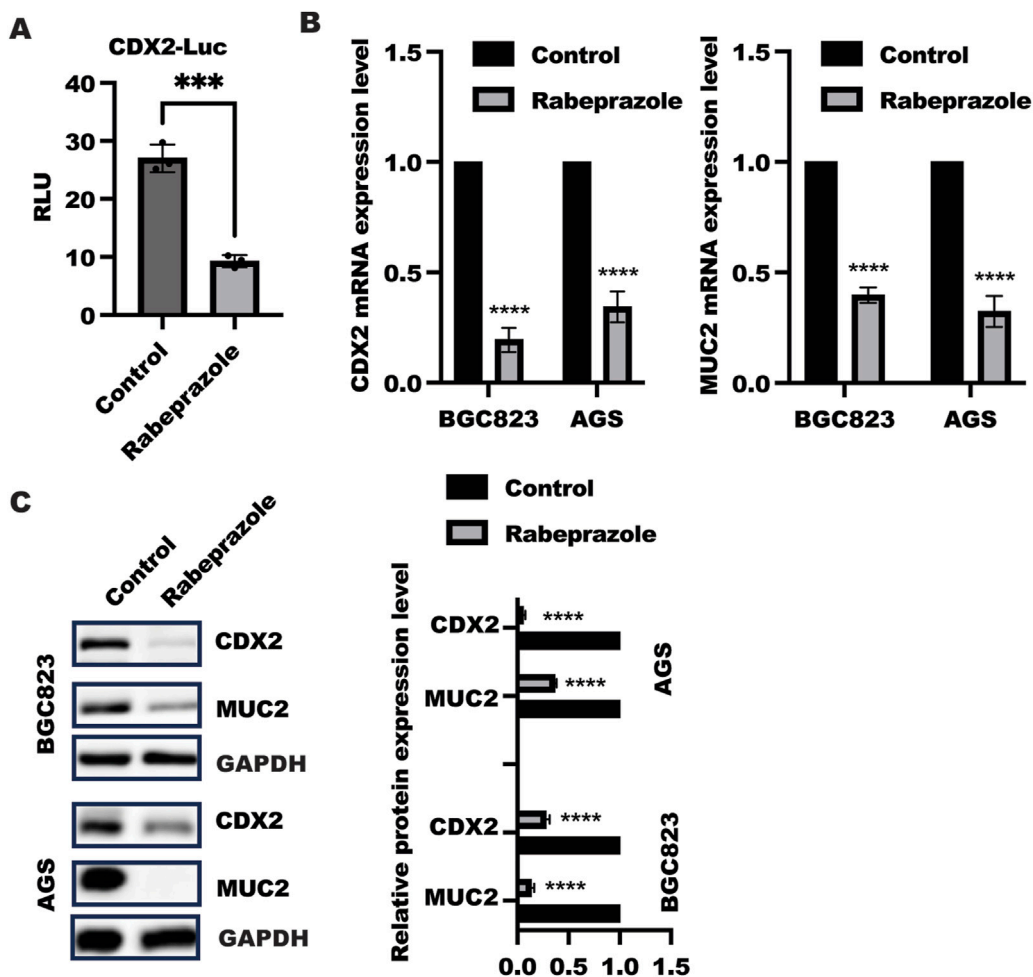 A
CDX2-Luc
***
RLU
40
30
20
10
0
Control
Rabeprazole
B
CDX2 mRNA expression level
1.5
1.0
0.5
0.0
Control
Rabeprazole
****
****
BGC823
AGS
MUC2 mRNA expression level
1.5
1.0
0.5
0.0
Control
Rabeprazole
****
****
BGC823
AGS
C
Control
Rabeprazole
BGC823
CDX2
MUC2
GAPDH
AGS
CDX2
MUC2
GAPDH
Control
Rabeprazole
Relative protein expression level
CDX2
****
MUC2
****
AGS
CDX2
****
MUC2
****
BGC823
0.0 0.5 1.0 1.5